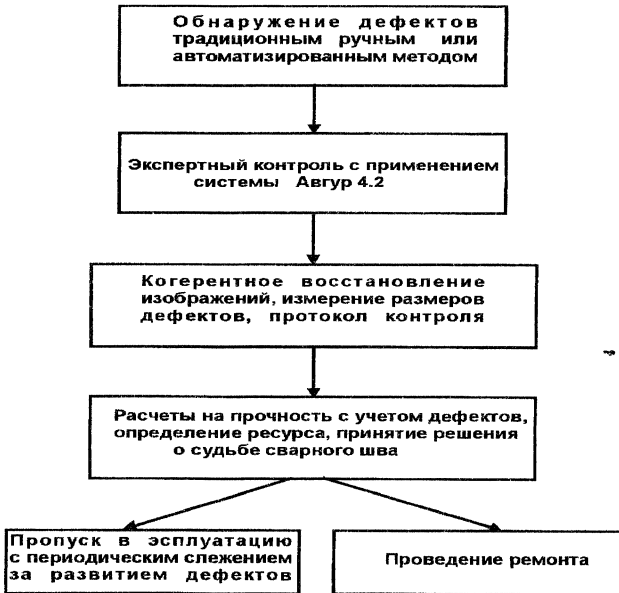 Обнаружение дефектов
традиционным ручным или
автоматизированным методом
Экспертный контроль с применением
системы Авгур 4.2
Когерентное восстановление
изображений, измерение размеров
дефектов, протокол контроля
Расчеты на прочность с учетом дефектов,
определение ресурса, принятие решения
о судьбе сварного шва
Пропуск в эсплуатацию
с периодическим слежением
за развитием дефектов
Проведение ремонта